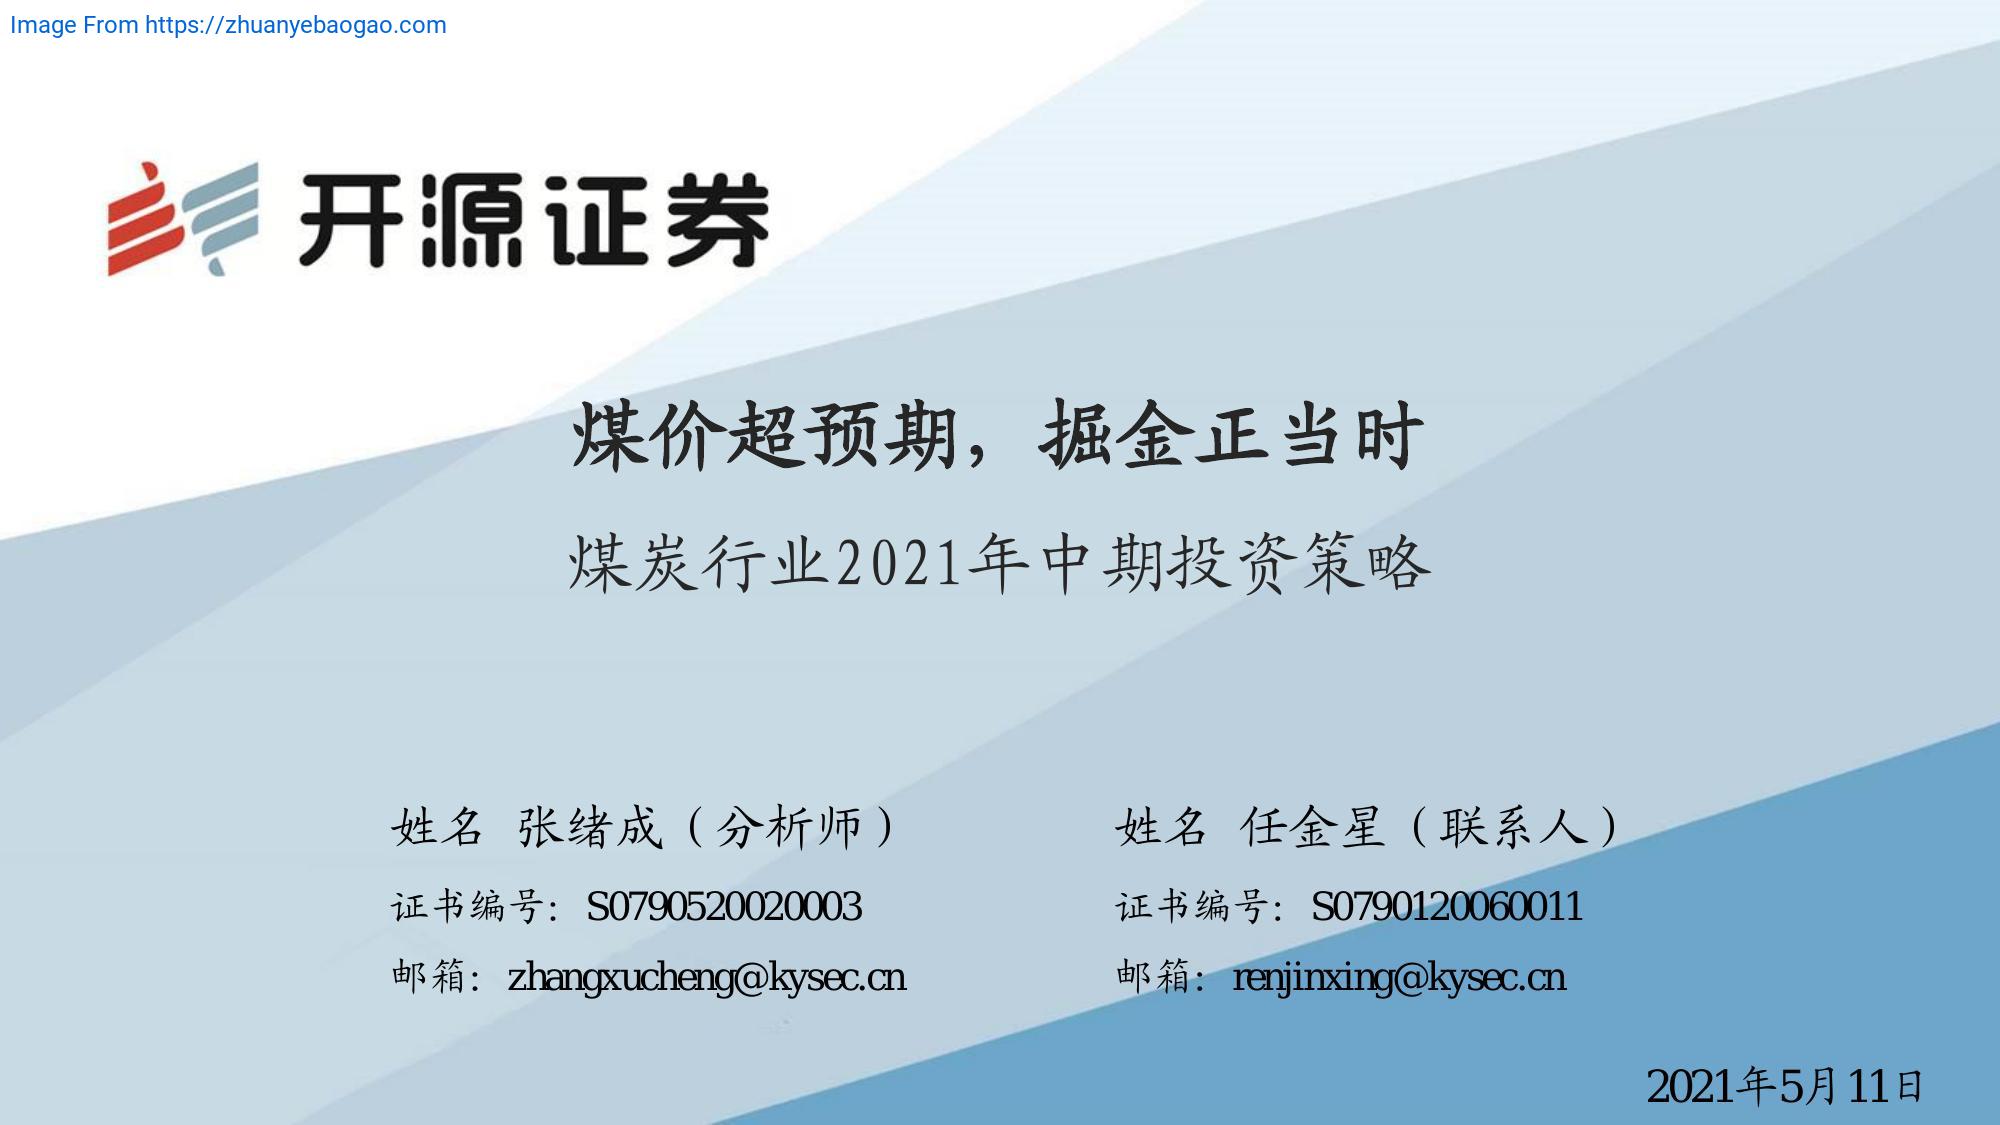 Image From https://zhuanyebaogao.com
开源证券
煤价超预期，掘金正当时
煤炭行业2021年中期投资策略
姓名 张绪成（分析师）
证书编号：S0790520020003
邮箱：zhangxucheng@kysec.cn
姓名 任金星（联系人）
证书编号：S0790120060011
邮箱：renjinxing@kysec.cn
2021年5月11日